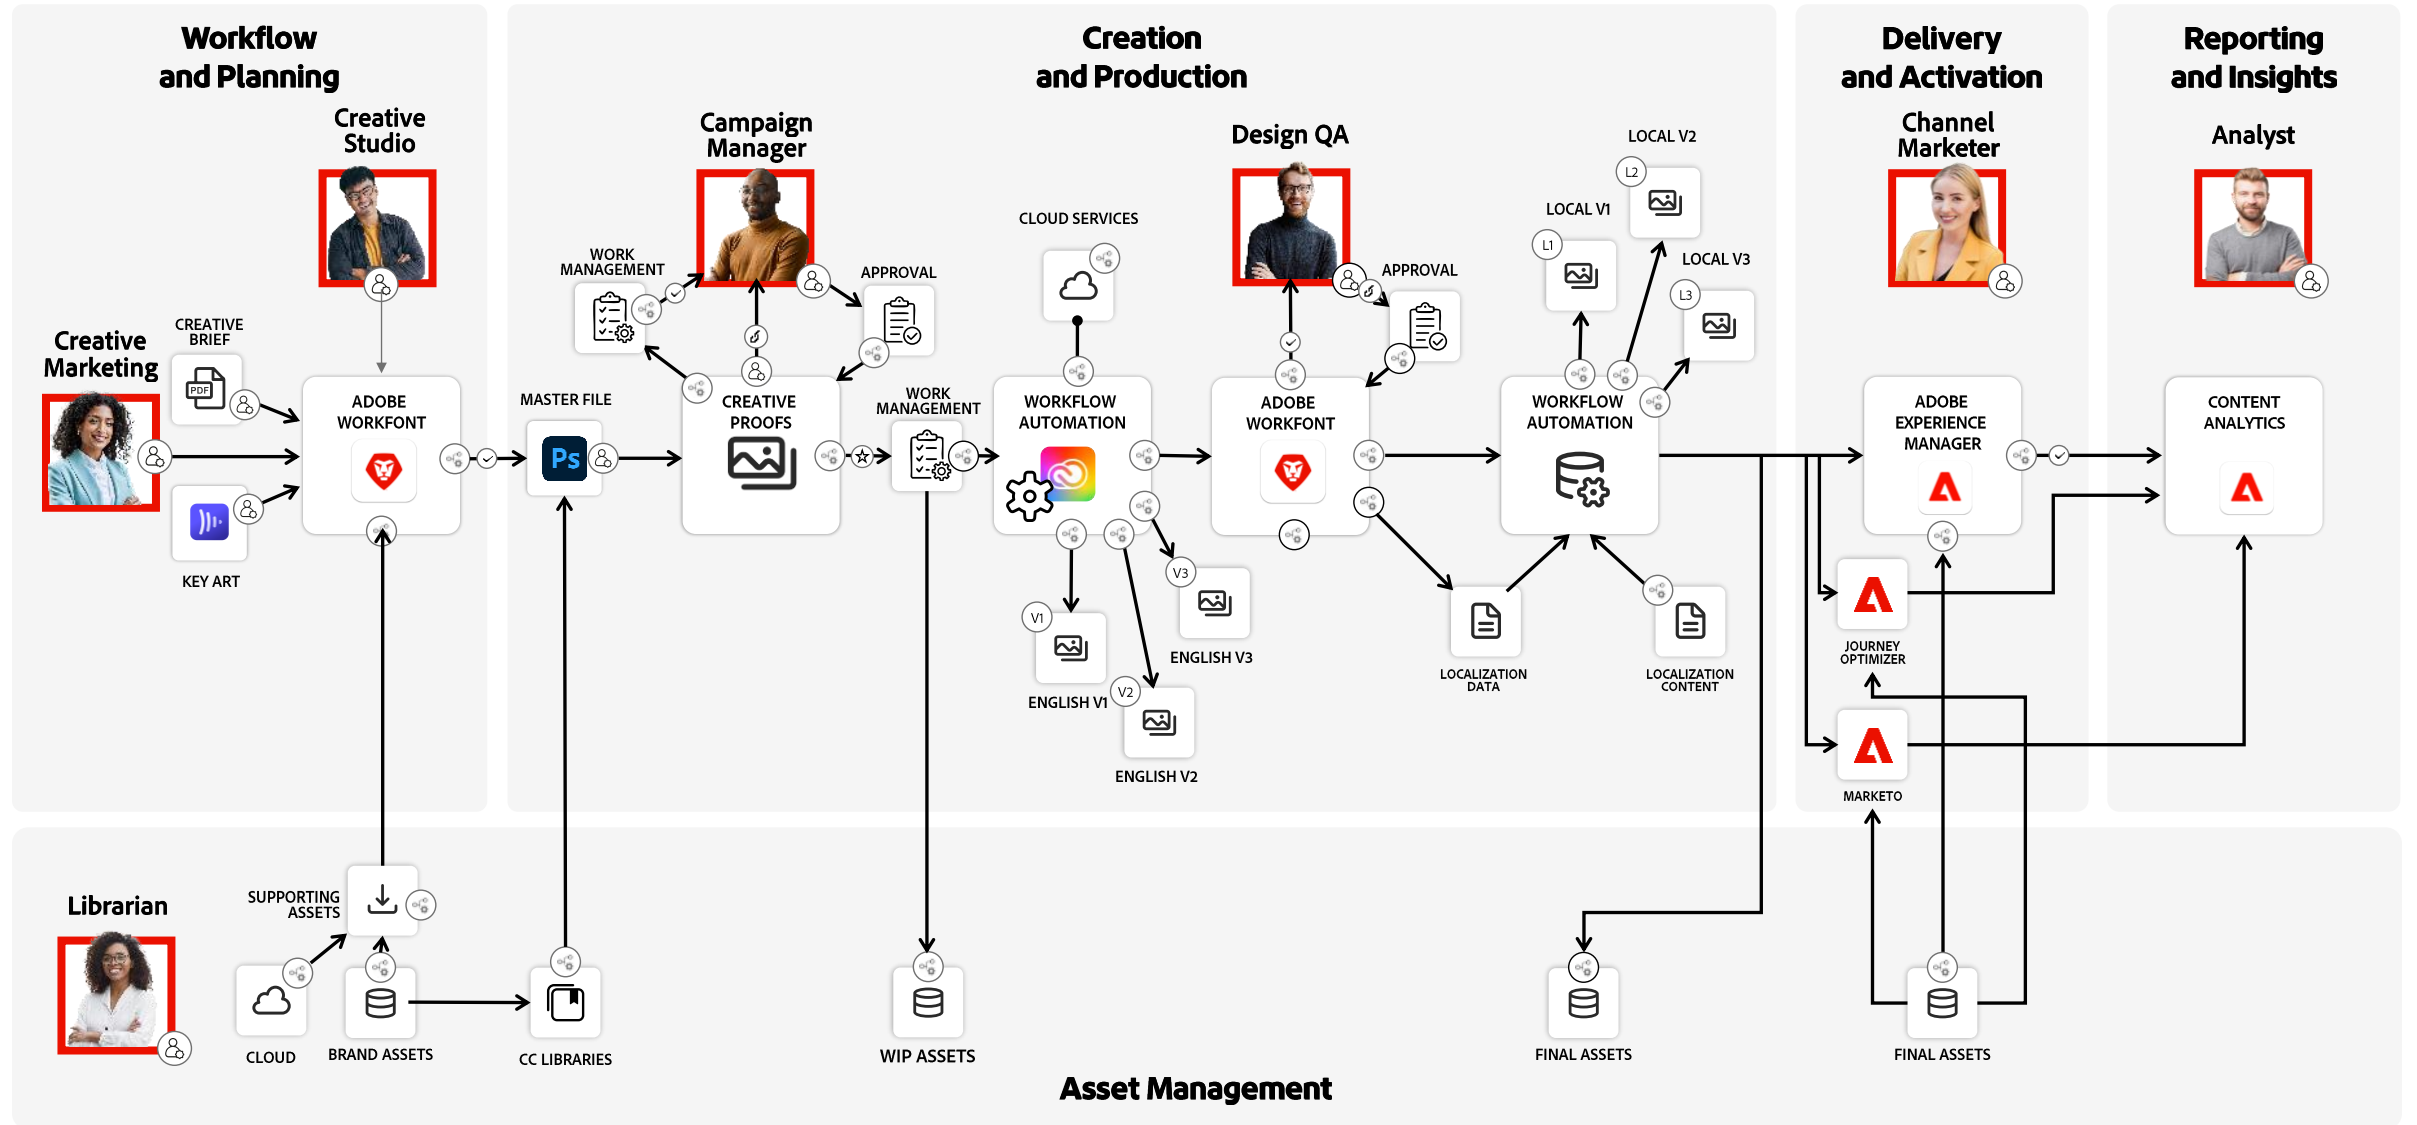 Workflow
and Planning
Creative
Studio
Creative
Marketing
CREATIVE
BRIEF
PDF
KEY ART
ADOBE
WORKFONT
Creation
and Production
Campaign
Manager
WORK
MANAGEMENT
APPROVAL
MASTER FILE
Ps
CREATIVE
PROOFS
WORK
MANAGEMENT
CLOUD SERVICES
WORKFLOW
AUTOMATION
V1
ENGLISH V1
V2
ENGLISH V2
V3
ENGLISH V3
Design QA
APPROVAL
ADOBE
WORKFONT
LOCAL V1
L1
LOCAL V2
L2
LOCAL V3
L3
WORKFLOW
AUTOMATION
LOCALIZATION
DATA
LOCALIZATION
CONTENT
Delivery
and Activation
Channel
Marketer
ADOBE
EXPERIENCE
MANAGER
JOURNEY
OPTIMIZER
MARKETO
Reporting
and Insights
Analyst
CONTENT
ANALYTICS
Librarian
SUPPORTING
ASSETS
CLOUD
BRAND ASSETS
CC LIBRARIES
WIP ASSETS
FINAL ASSETS
FINAL ASSETS
Asset Management